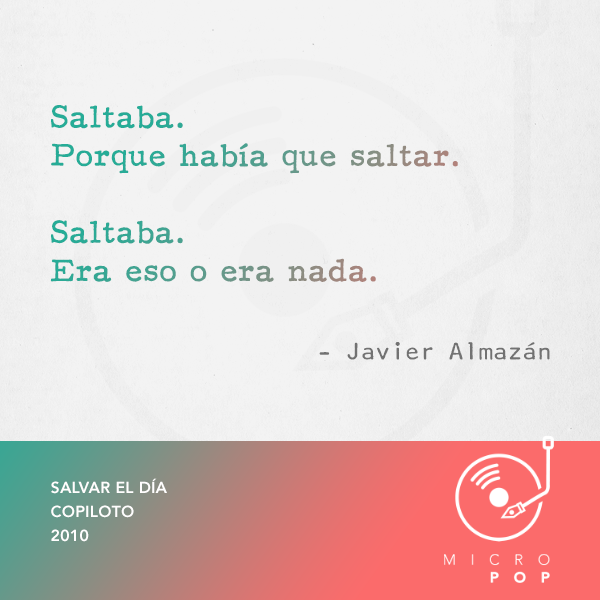 Saltaba.
Porque había que saltar.
Saltaba.
Era eso o era nada.
– Javier Almazán
SALVAR EL DÍA
COPILOTO
2010
MICRO
POP